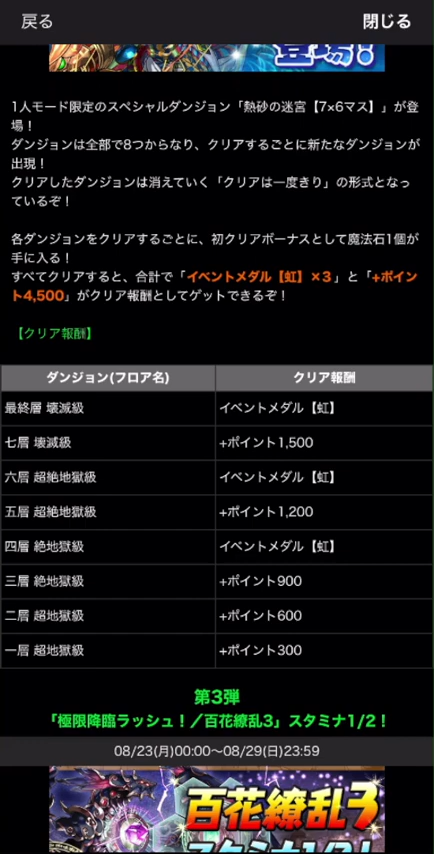 戻る
閉じる
登場!
1人モード限定のスペシャルダンジョン「熱砂の迷宮【7×6マス】」が登
場！
ダンジョンは全部で8つからなり、クリアするごとに新たなダンジョンが
出現！
クリアしたダンジョンは消えていく「クリアは一度きり」の形式となっ
ているぞ！
各ダンジョンをクリアするごとに、初クリアボーナスとして魔法石1個が
手に入る！
すべてクリアすると、合計で「イベントメダル【虹】×３」と「+ポイン
ト4,500」がクリア報酬としてゲットできるぞ！
【クリア報酬】
ダンジョン(フロア名) クリア報酬
最終層 壊滅級 イベントメダル【虹】
七層 壊滅級 +ポイント1,500
六層 超絶地獄級 イベントメダル【虹】
五層 超絶地獄級 +ポイント1,200
四層 絶地獄級 イベントメダル【虹】
三層 絶地獄級 +ポイント900
二層 超地獄級 +ポイント600
一層 超地獄級 +ポイント300
第3弾
「極限降臨ラッシュ！／百花繚乱3」スタミナ1/2！
08/23(月)00:00〜08/29(日)23:59
百花繚乱3
スタミナ1/2!